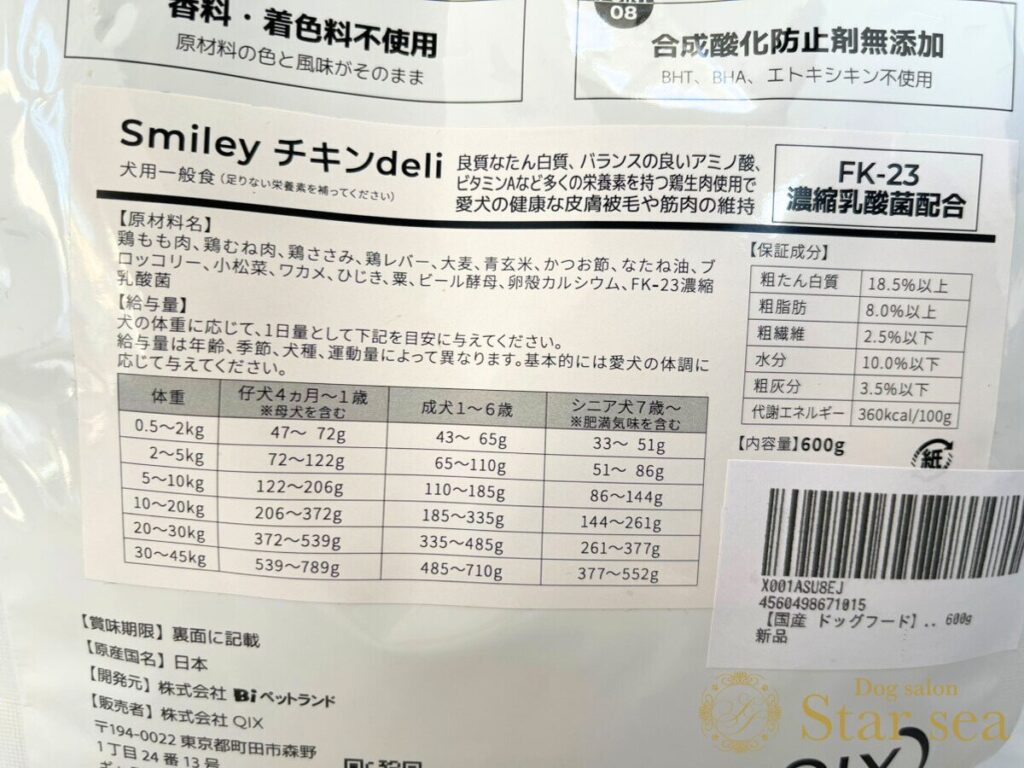 香料・着色料不使用
原材料の色と風味がそのまま
08
合成酸化防止剤無添加
BHT、BHA、エトキシキン不使用
Smiley チキンdeli
犬用一般食(足りない栄養素を補ってください)
良質なたん白質、バランスの良いアミノ酸、
ビタミンAなど多くの栄養素を持つ鶏生肉使用で
愛犬の健康な皮膚被毛や筋肉の維持
FK-23
濃縮乳酸菌配合
【原材料名】
鶏もも肉、鶏むね肉、鶏ささみ、鶏レバー、大麦、青玄米、かつお節、なたね油、ブ
ロッコリー、小松菜、ワカメ、ひじき、粟、ビール酵母、卵殻カルシウム、FK-23濃縮
乳酸菌
【給与量】
犬の体重に応じて、1日量として下記を目安に与えてください。
給与量は年齢、季節、犬種、運動量によって異なります。基本的には愛犬の体調に
応じて与えてください。
体重 仔犬4ヵ月～1歳 ※母犬を含む 成犬1～6歳 シニア犬7歳～ ※肥満気味を含む
0.5～2kg 47～ 72g 43～ 65g 33～ 51g
2～5kg 72～122g 65～110g 51～ 86g
5～10kg 122～206g 110～185g 86～144g
10～20kg 206～372g 185～335g 144～261g
20～30kg 372～539g 335～485g 261～377g
30～45kg 539～789g 485～710g 377～552g
【保証成分】
粗たん白質 18.5%以上
粗脂肪 8.0%以上
粗繊維 2.5%以下
水分 10.0%以下
粗灰分 3.5%以下
代謝エネルギー 360kcal/100g
【内容量】600g
紙
X001ASU8EJ
4560498671015
【国産 ドッグフード】.. 600g
新品
【賞味期限】裏面に記載
【原産国名】日本
【開発元】株式会社 Biペットランド
【販売者】株式会社 QIX
〒194-0022 東京都町田市森野
1丁目24番13号
QIX
Dog salon
Star sea